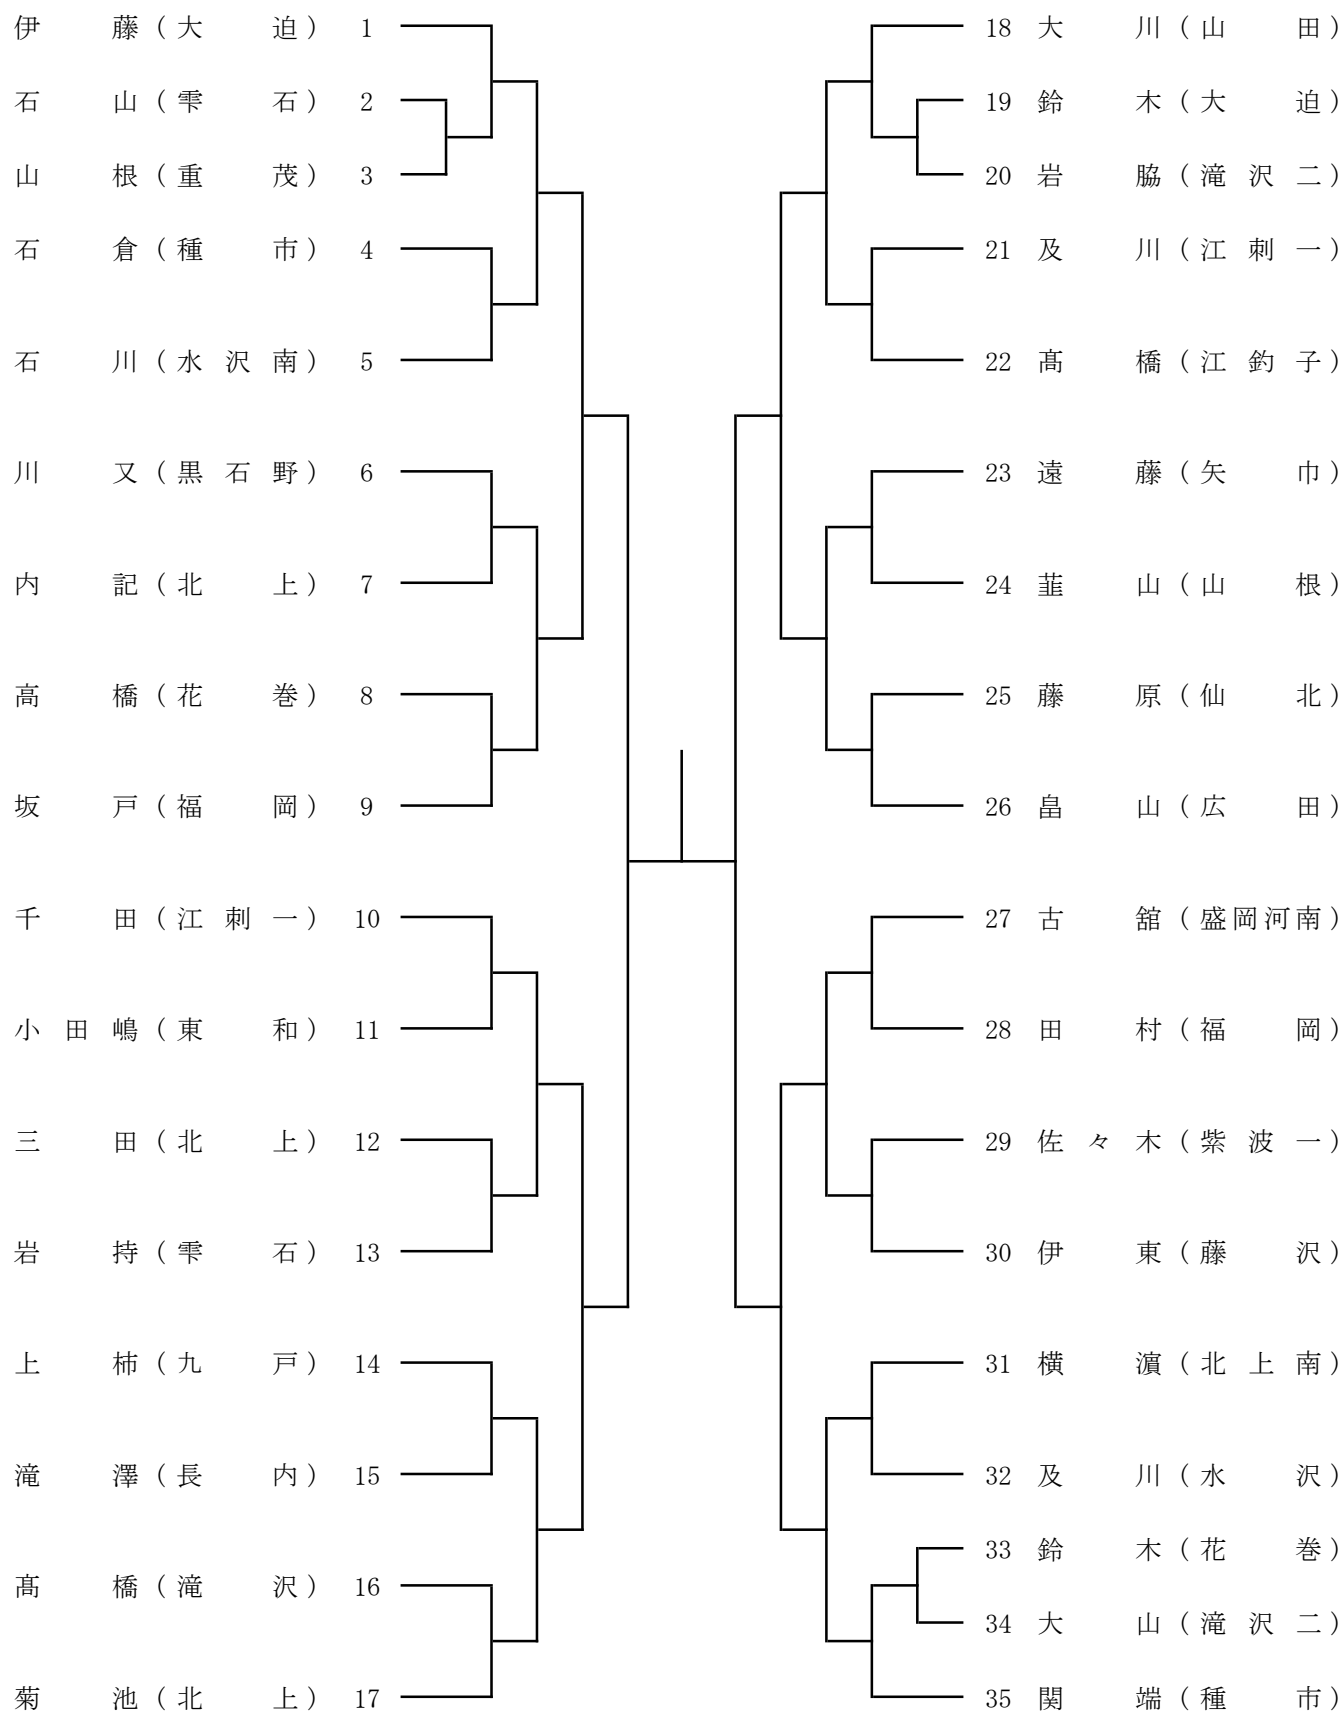 伊藤（大迫） 1
石山（雫石） 2
山根（重茂） 3
石倉（種市） 4
石川（水沢南） 5
川又（黒石野） 6
内記（北上） 7
高橋（花巻） 8
坂戸（福岡） 9
千田（江刺一） 10
小田嶋（東和） 11
三田（北上） 12
岩持（雫石） 13
上柿（九戸） 14
滝澤（長内） 15
髙橋（滝沢） 16
菊池（北上） 17
18 大川（山田）
19 鈴木（大迫）
20 岩脇（滝沢二）
21 及川（江刺一）
22 髙橋（江釣子）
23 遠藤（矢巾）
24 韮山（山根）
25 藤原（仙北）
26 畠山（広田）
27 古舘（盛岡河南）
28 田村（福岡）
29 佐々木（紫波一）
30 伊東（藤沢）
31 横濵（北上南）
32 及川（水沢）
33 鈴木（花巻）
34 大山（滝沢二）
35 関端（種市）